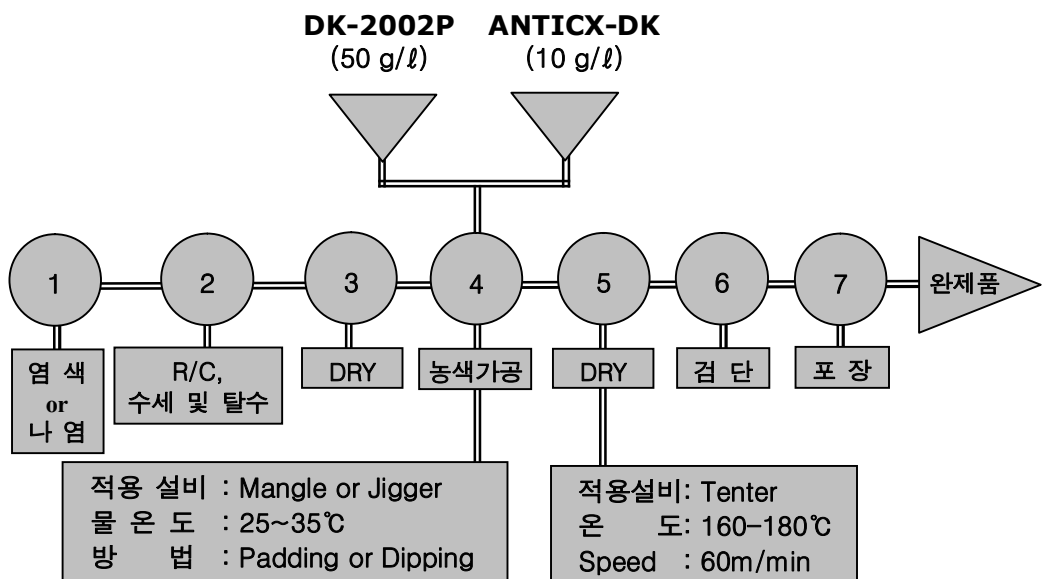 DK-2002P ANTICX-DK
(50 g/ℓ) (10 g/ℓ)
1 2 3 4 5 6 7 완제품
염 색
or
나 염
R/C,
수세 및 탈수
DRY
농색가공
DRY
검 단
포 장
적용 설비 : Mangle or Jigger
물 온 도 : 25~35℃
방 법 : Padding or Dipping
적용설비: Tenter
온 도: 160-180℃
Speed : 60m/min